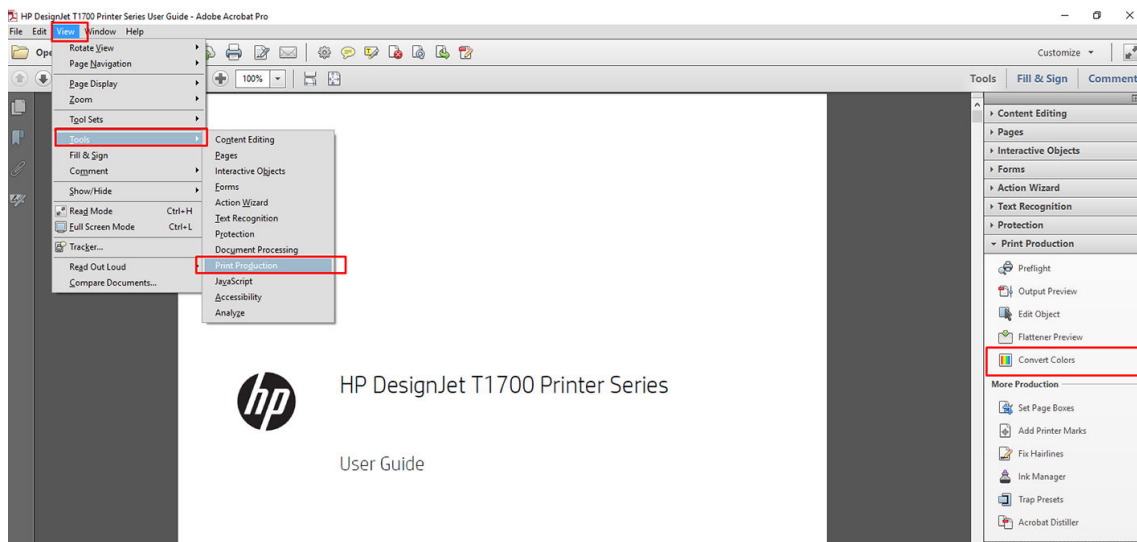 HP DesignJet T1700 Printer Series User Guide - Adobe Acrobat Pro
File Edit View Window Help
Ope
Customize
100%
Tools Fill & Sign Comment
Rotate View
Page Navigation
Page Display
Zoom
Tool Sets
Tools
Fill & Sign
Comment
Show/Hide
Read Mode Ctrl+H
Full Screen Mode Ctrl+L
Tracker...
Read Out Loud
Compare Documents...
Content Editing
Pages
Interactive Objects
Forms
Action Wizard
Text Recognition
Protection
Document Processing
Print Production
JavaScript
Accessibility
Analyze
hp
HP DesignJet T1700 Printer Series
User Guide
Content Editing
Pages
Interactive Objects
Forms
Action Wizard
Text Recognition
Protection
Print Production
Preflight
Output Preview
Edit Object
Flattener Preview
Convert Colors
More Production
Set Page Boxes
Add Printer Marks
Fix Hairlines
Ink Manager
Trap Presets
Acrobat Distiller